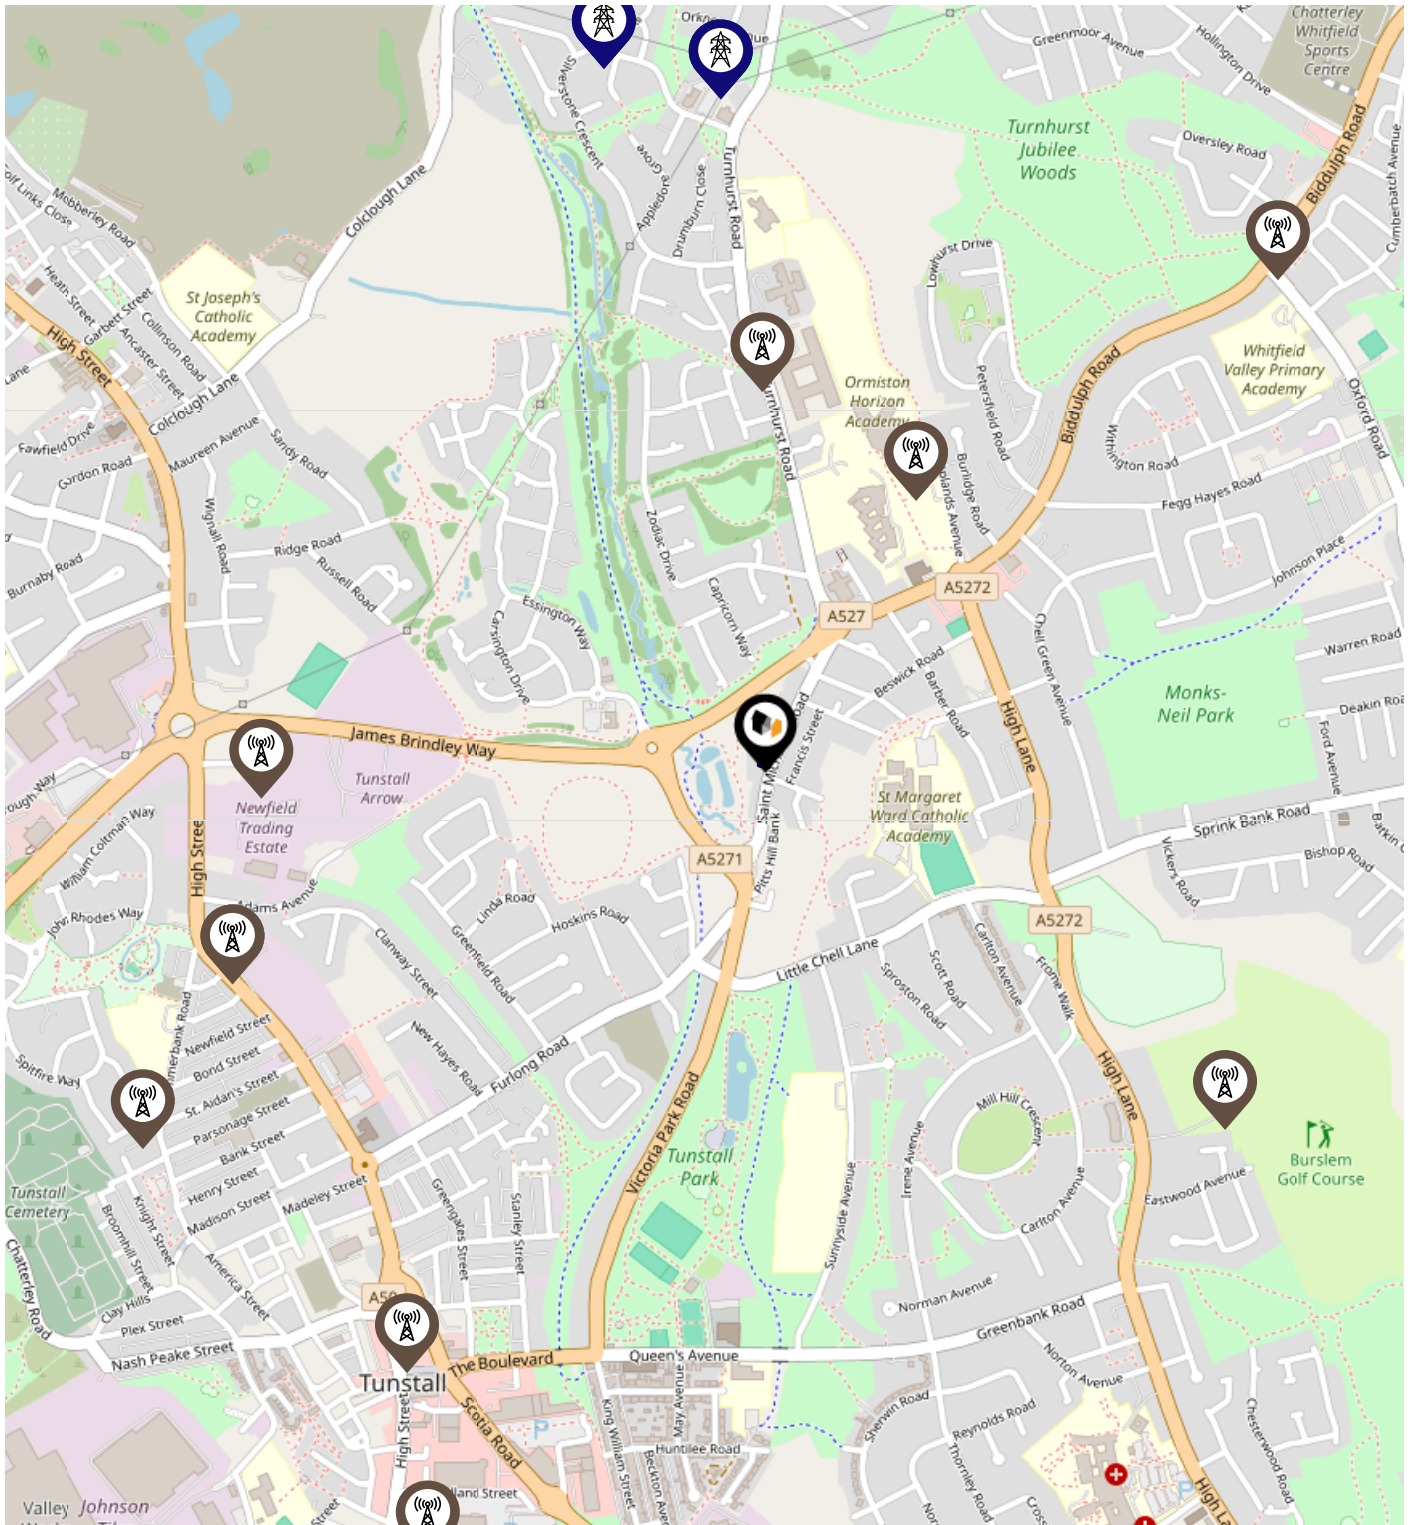 Chatterley
Whitfield
Sports
Centre
Greenmoor Avenue
Hollington Drive
Silverstone Crescent
Turnhurst
Jubilee
Woods
Oversley Road
Biddulph Road
Cumberbatch Avenue
Golf Links Close
Mobberley Road
Colclough Lane
Appledore Grove
Drumburn Close
Turnhurst Road
Lowhurst Drive
Heath Street
Garbett Street
Collinson Road
Ancaster Street
St Joseph's
Catholic
Academy
High Street
Lane
Colclough Lane
Whitfield
Valley Primary
Academy
Oxford Road
Ormiston
Horizon
Academy
Petersfield Road
Biddulph Road
Withington Road
Fawfield Drive
Gordon Road
Maureen Avenue
Sandy Road
Turnhurst Road
Burlidge Road
Fegg Hayes Road
Wignall Road
Ridge Road
Russell Road
Burnaby Road
Zodiac Drive
Capricorn Way
Johnson Place
A5272
A527
Essington Way
Carsington Drive
Chell Green Avenue
Warren Road
Beswick Road
Barber Road
Monks-
Neil Park
Deakin Roa
Ford Avenue
High Lane
James Brindley Way
Francis Street
Tunstall
Arrow
Newfield
Trading
Estate
St Margaret
Ward Catholic
Academy
Sprink Bank Road
William Coltman Way
High Stree
Pitts Hill Bank
A5271
Vickers Road
Bishop Road
John Rhodes Way
Adams Avenue
Linda Road
Hoskins Road
Greenfield Road
Clanway Street
A5272
Little Chell Lane
Scott Road
Sproston Road
Carlton Avenue
Frome Walk
Newfield Street
Bond Street
St. Aidan's Street
Parsonage Street
Bank Street
Henry Street
Madison Street
Madeley Street
New Hayes Road
Furlong Road
Spitfire Way
High Lane
Mill Hill Crescent
Victoria Park Road
Tunstall
Park
Irene Avenue
Sunnyside Avenue
Carlton Avenue
Eastwood Avenue
Burslem
Golf Course
Tunstall
Cemetery
Chatterley Road
Knight Street
Broomhill Street
America Street
Greengates Street
Stanley Street
Clay Hills
Plex Street
Nash Peake Street
A50
Norman Avenue
Greenbank Road
Norton Avenue
The Boulevard
Queen's Avenue
Tunstall
High Street
Scotia Road
King William Street
May Avenue
Huntilee Road
Sherwin Road
Reynolds Road
Thornley Road
Chesterwood Road
High La
Valley
Johnson
Street
P
P